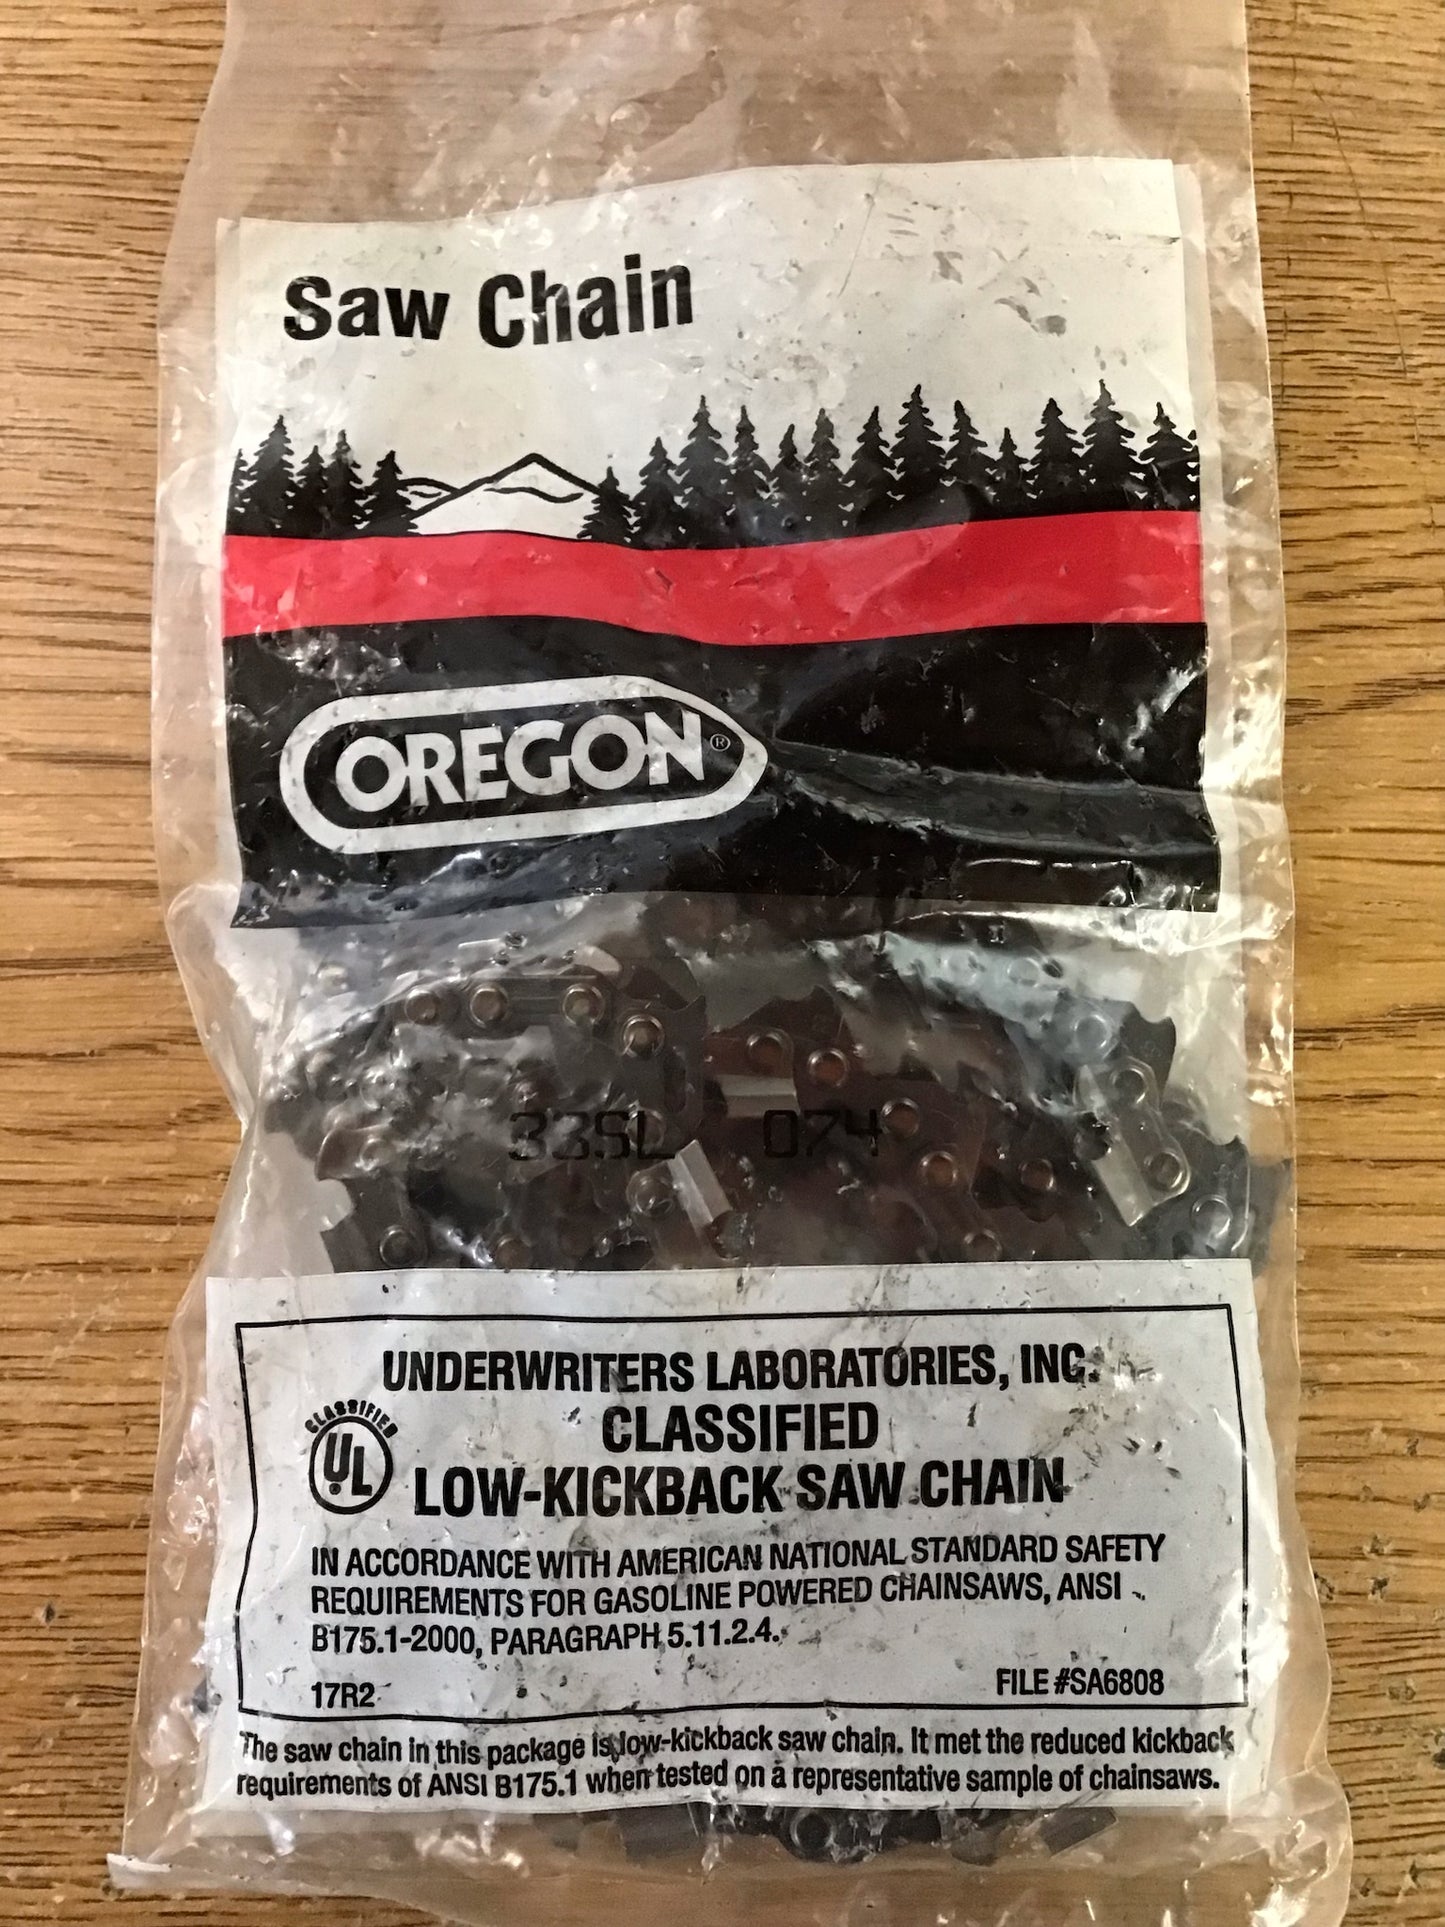 Saw Chain
OREGON®
33SL 074
UNDERWRITERS LABORATORIES, INC.
CLASSIFIED
CLASSIFIED
UL
LOW-KICKBACK SAW CHAIN
IN ACCORDANCE WITH AMERICAN NATIONAL STANDARD SAFETY
REQUIREMENTS FOR GASOLINE POWERED CHAINSAWS, ANSI
B175.1-2000, PARAGRAPH 5.11.2.4.
17R2 FILE #SA6808
The saw chain in this package is low-kickback saw chain. It met the reduced kickback
requirements of ANSI B175.1 when tested on a representative sample of chainsaws.